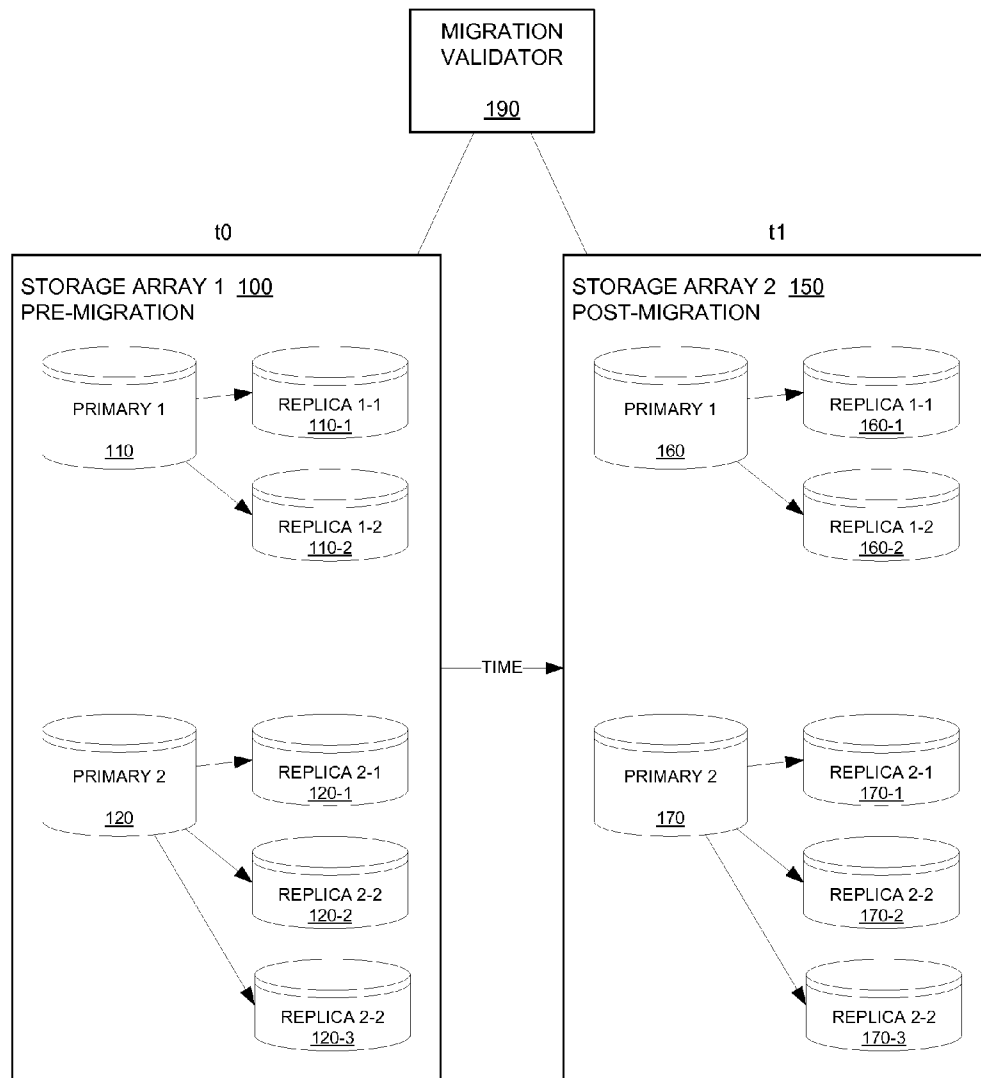 MIGRATION
VALIDATOR
190
t0
STORAGE ARRAY 1 100
PRE-MIGRATION
PRIMARY 1
110
REPLICA 1-1
110-1
REPLICA 1-2
110-2
PRIMARY 2
120
REPLICA 2-1
120-1
REPLICA 2-2
120-2
REPLICA 2-2
120-3
TIME
t1
STORAGE ARRAY 2 150
POST-MIGRATION
PRIMARY 1
160
REPLICA 1-1
160-1
REPLICA 1-2
160-2
PRIMARY 2
170
REPLICA 2-1
170-1
REPLICA 2-2
170-2
REPLICA 2-2
170-3